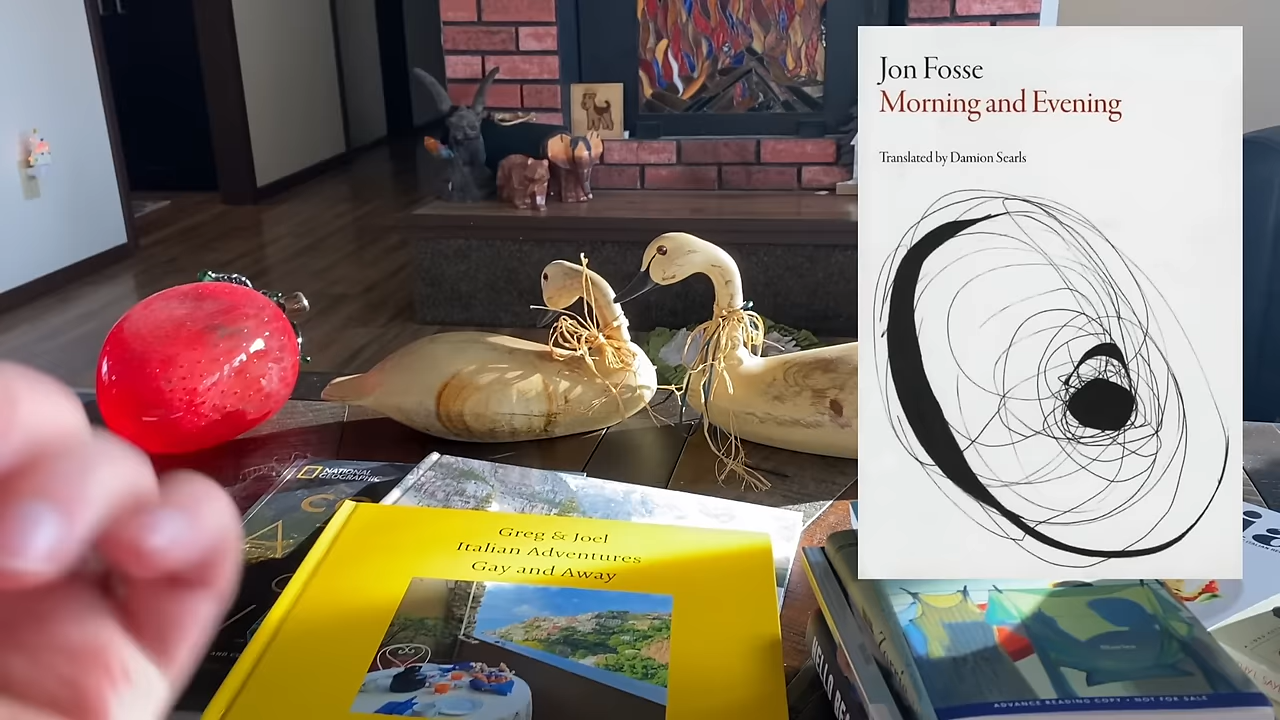 Jon Fosse
Morning and Evening
Translated by Damion Searls
NATIONAL
GEOGRAPHIC
Greg & Joel
Italian Adventures
Gay and Away
ADVANCE READING COPY • NOT FOR SALE